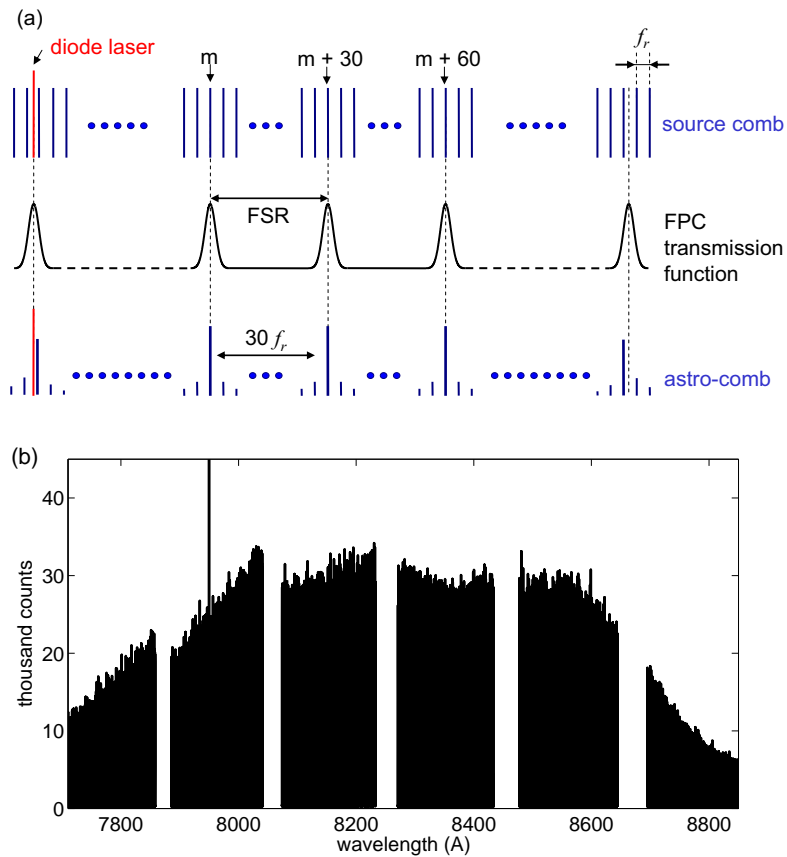 (a)
diode laser
m
m + 30
m + 60
f_r
source comb
FSR
FPC
transmission
function
30 f_r
astro-comb
(b)
40
30
20
10
0
thousand counts
7800 8000 8200 8400 8600 8800
wavelength (A)